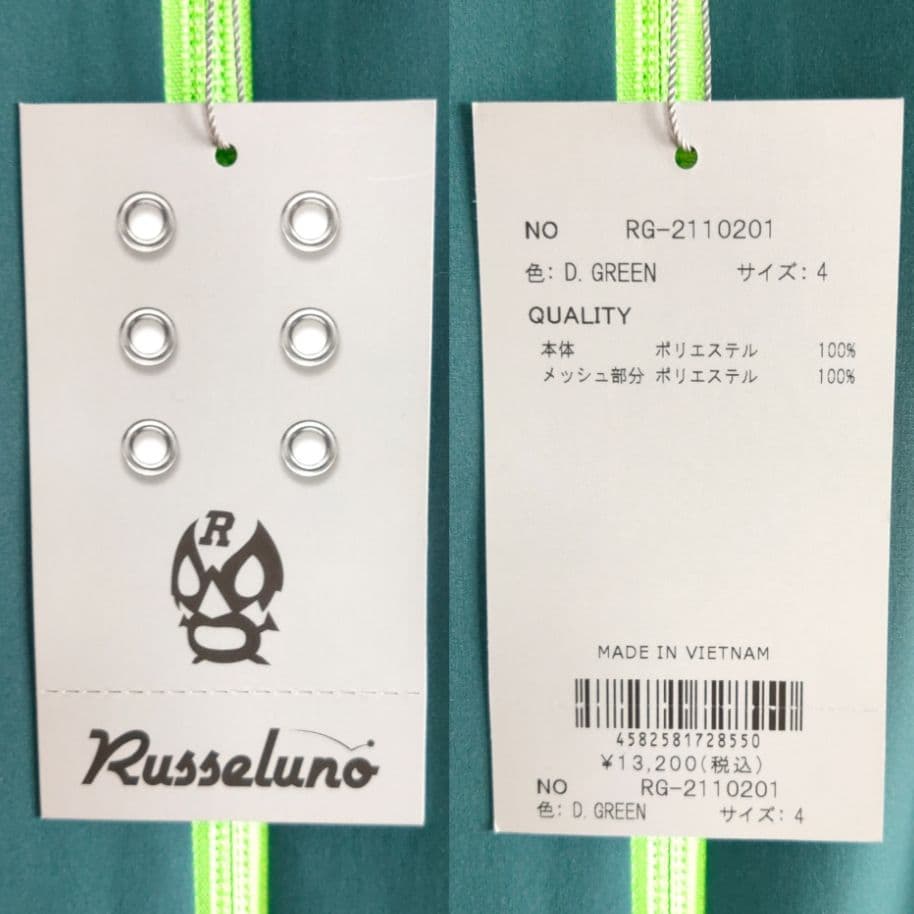 R
Russeluno
NO RG-2110201
色: D. GREEN サイズ: 4
QUALITY
本体 ポリエステル 100%
メッシュ部分 ポリエステル 100%
MADE IN VIETNAM
4582581728550
¥13,200(税込)
NO RG-2110201
色: D. GREEN サイズ: 4